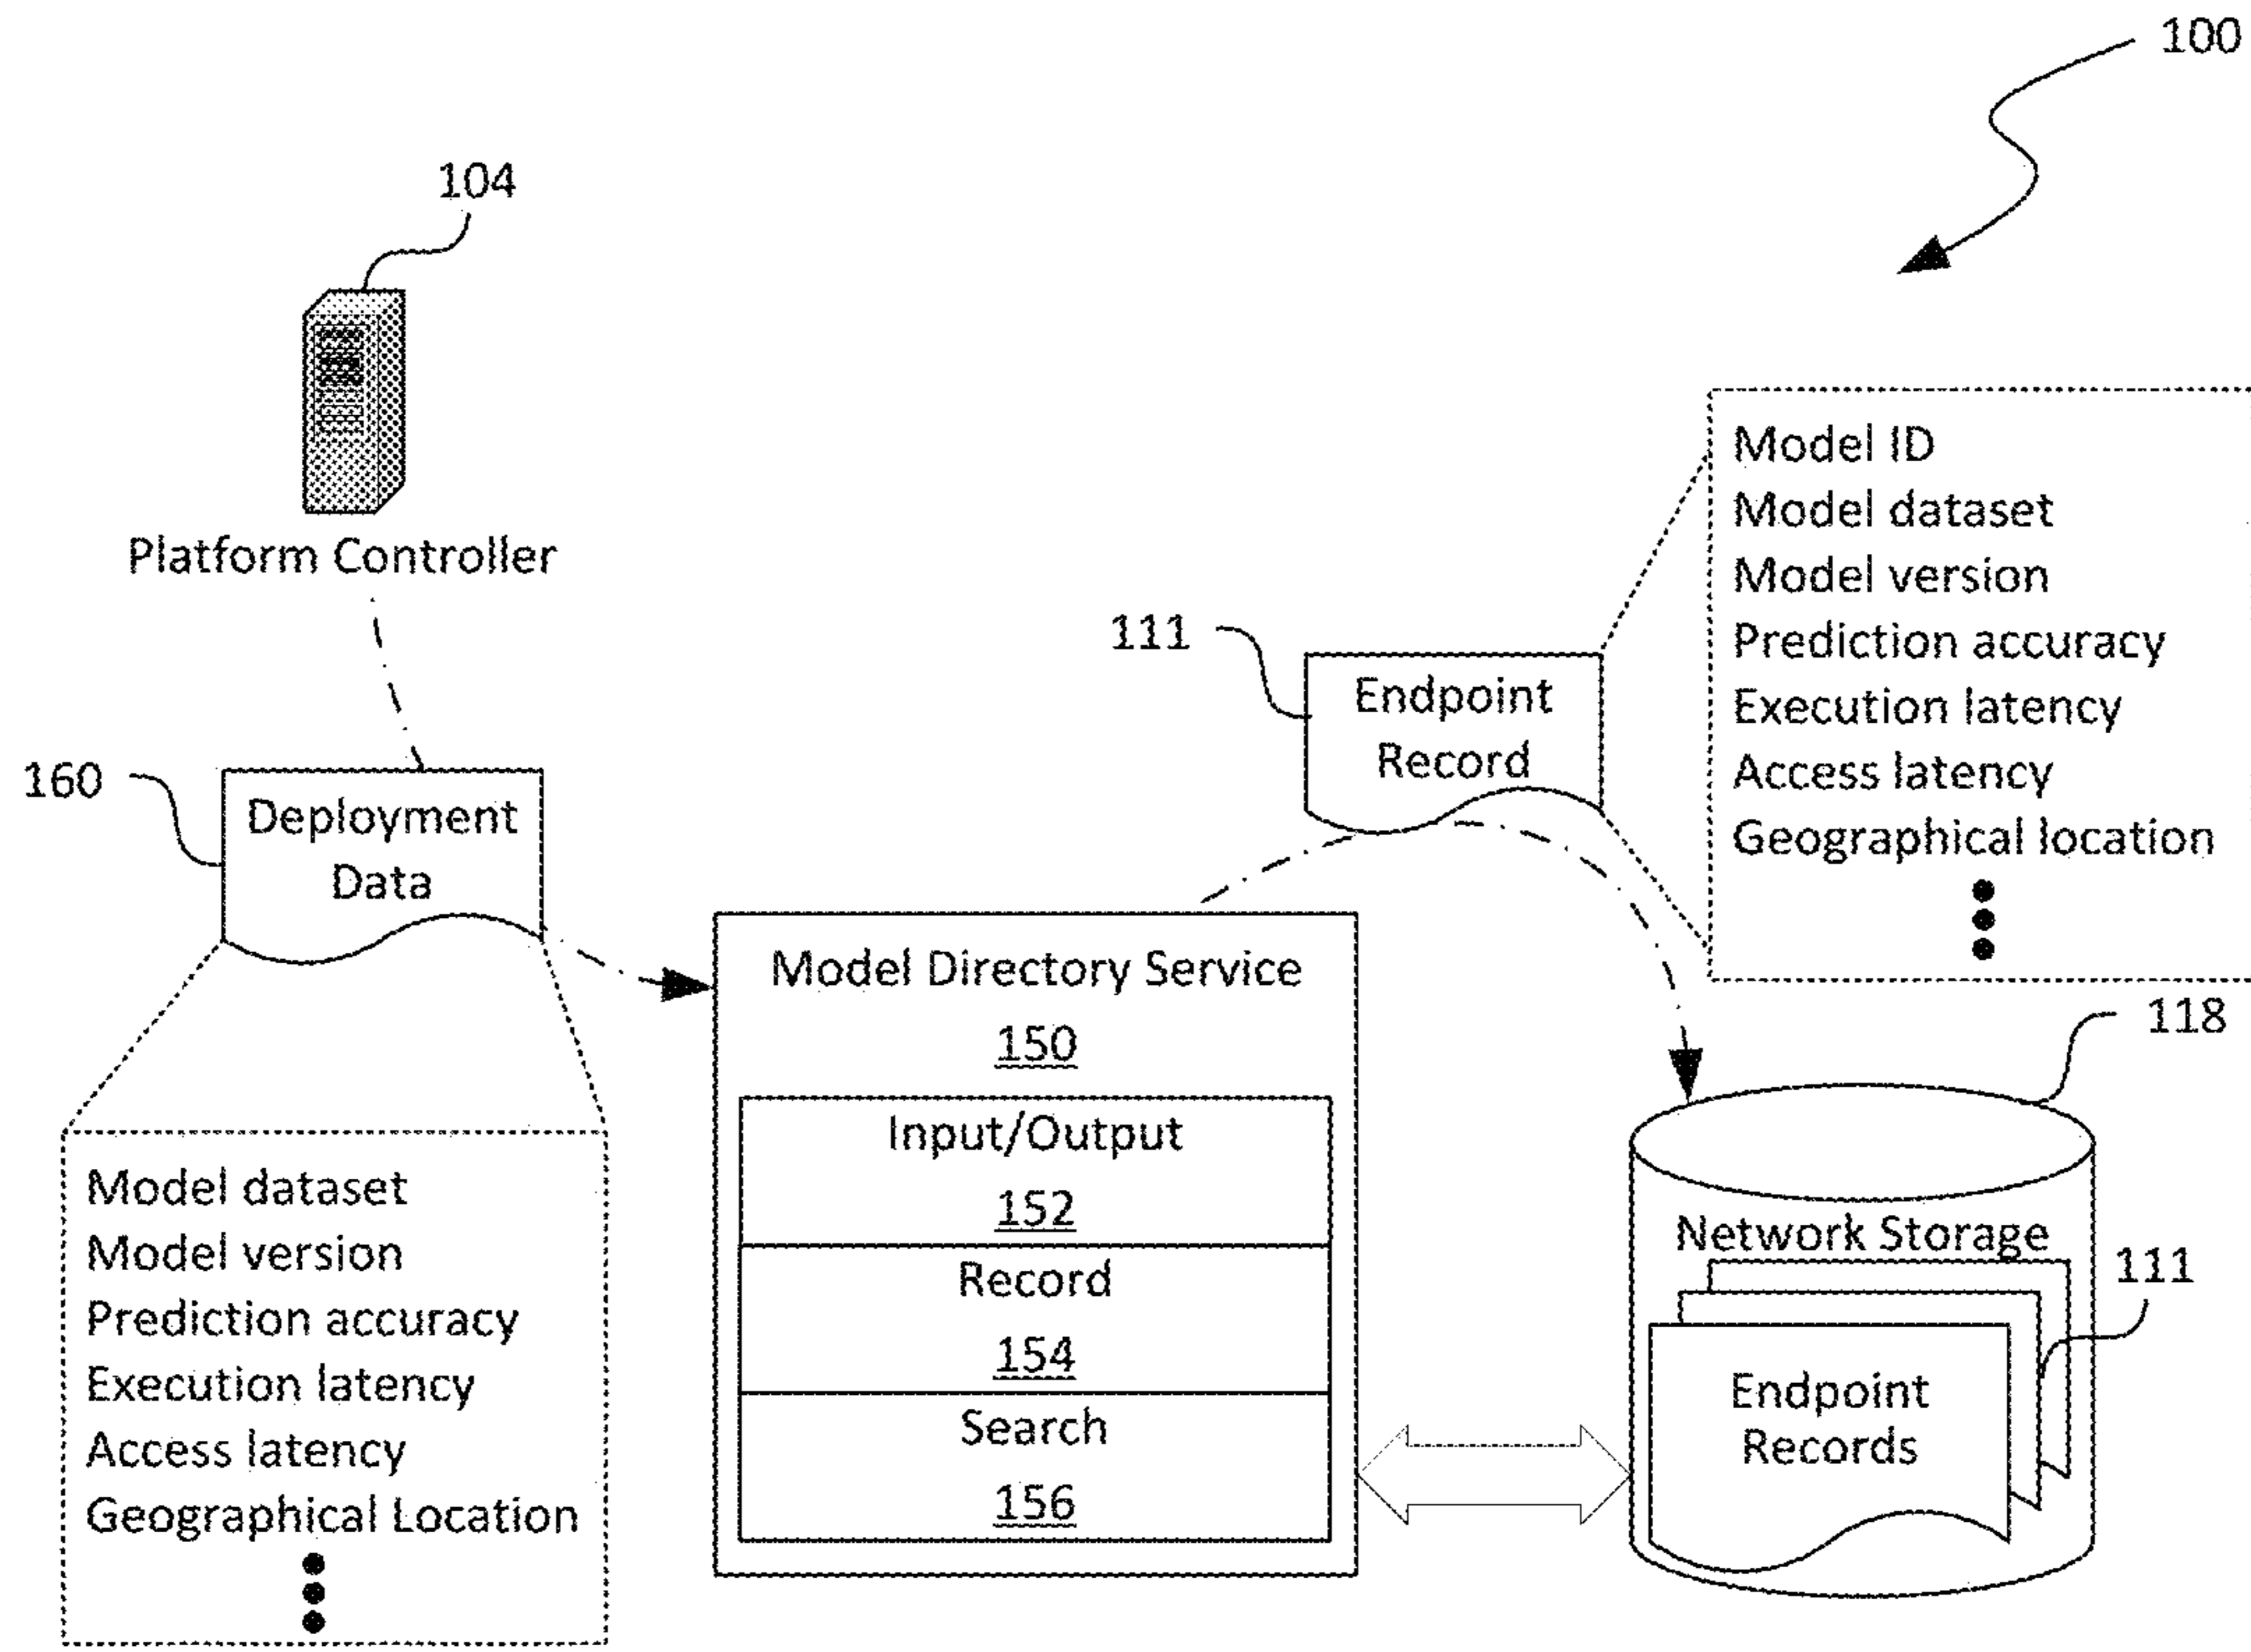 100
104
Platform Controller
Model ID
Model dataset
Model version
Prediction accuracy
Execution latency
Access latency
Geographical location
111
Endpoint
Record
160
Deployment
Data
Model dataset
Model version
Prediction accuracy
Execution latency
Access latency
Geographical Location
Model Directory Service
150
Input/Output
152
Record
154
Search
156
118
Network Storage
111
Endpoint
Records